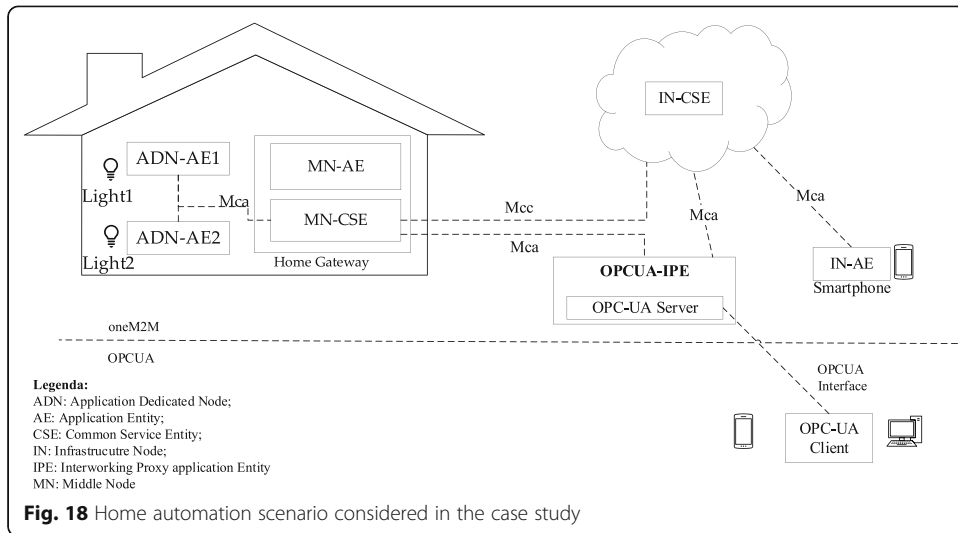 IN-CSE
ADN-AE1
Light1
MN-AE
Mca
MN-CSE
ADN-AE2
Light2
Home Gateway
Mcc
Mca
Mca
Mca
OPCUA-IPE
OPC-UA Server
IN-AE
Smartphone
oneM2M
OPCUA
OPCUA
Interface
OPC-UA
Client
Legenda:
ADN: Application Dedicated Node;
AE: Application Entity;
CSE: Common Service Entity;
IN: Infrastrucutre Node;
IPE: Interworking Proxy application Entity
MN: Middle Node
Fig. 18 Home automation scenario considered in the case study